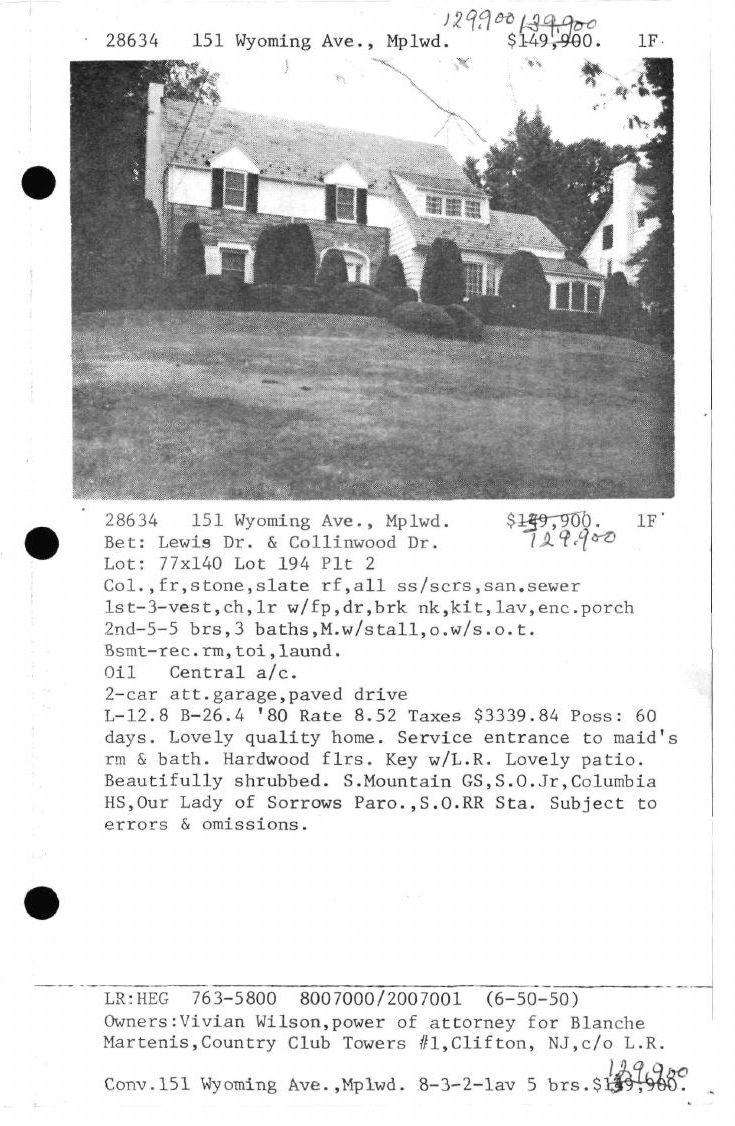 129,900 139,900
28634 151 Wyoming Ave., Mplwd. $149,900. 1F.
28634 151 Wyoming Ave., Mplwd. $139,900. 1F
129,900
Bet: Lewis Dr. & Collinwood Dr.
Lot: 77x140 Lot 194 Plt 2
Col.,fr,stone,slate rf,all ss/scrs,san.sewer
1st-3-vest,ch,lr w/fp,dr,brk nk,kit,lav,enc.porch
2nd-5-5 brs,3 baths,M.w/stall,o.w/s.o.t.
Bsmt-rec.rm,toi,laund.
Oil Central a/c.
2-car att.garage,paved drive
L-12.8 B-26.4 '80 Rate 8.52 Taxes $3339.84 Poss: 60
days. Lovely quality home. Service entrance to maid's
rm & bath. Hardwood flrs. Key w/L.R. Lovely patio.
Beautifully shrubbed. S.Mountain GS,S.O.Jr,Columbia
HS,Our Lady of Sorrows Paro.,S.O.RR Sta. Subject to
errors & omissions.
LR:HEG 763-5800 8007000/2007001 (6-50-50)
Owners:Vivian Wilson,power of attorney for Blanche
Martenis,Country Club Towers #1,Clifton, NJ,c/o L.R.
129,900
Conv.151 Wyoming Ave.,Mplwd. 8-3-2-lav 5 brs.$139,900.